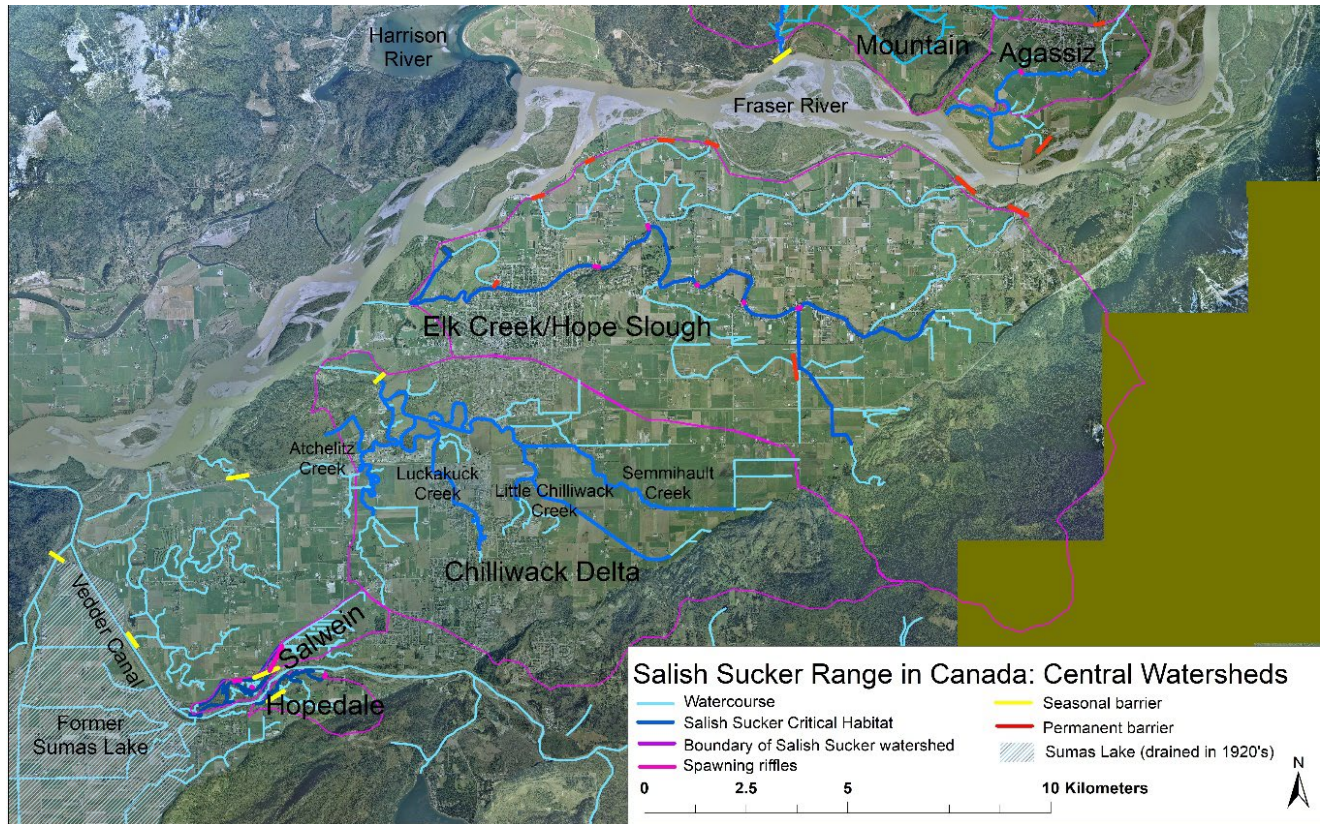 Harrison
River
Mountain
Agassiz
Fraser River
Elk Creek/Hope Slough
Atchelitz
Creek
Luckakuck
Creek
Little Chilliwack
Creek
Semmihault
Creek
Chilliwack Delta
Vedder Canal
Salwein
Hopedale
Former
Sumas Lake
Salish Sucker Range in Canada: Central Watersheds
Watercourse
Salish Sucker Critical Habitat
Boundary of Salish Sucker watershed
Spawning riffles
Seasonal barrier
Permanent barrier
Sumas Lake (drained in 1920's)
0 2.5 5 10 Kilometers
N